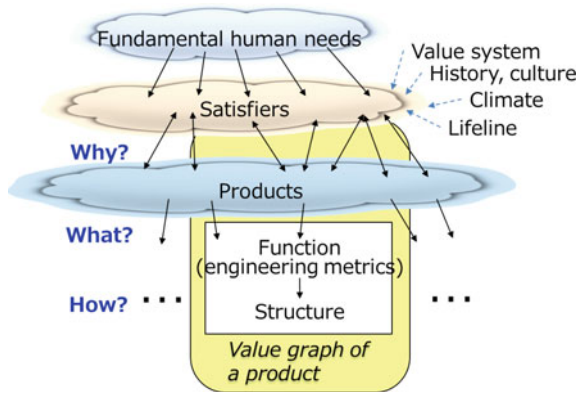 Fundamental human needs
Value system
History, culture
Satisfiers
Climate
Lifeline
Why?
Products
What?
Function
(engineering metrics)
How?
Structure
Value graph of
a product